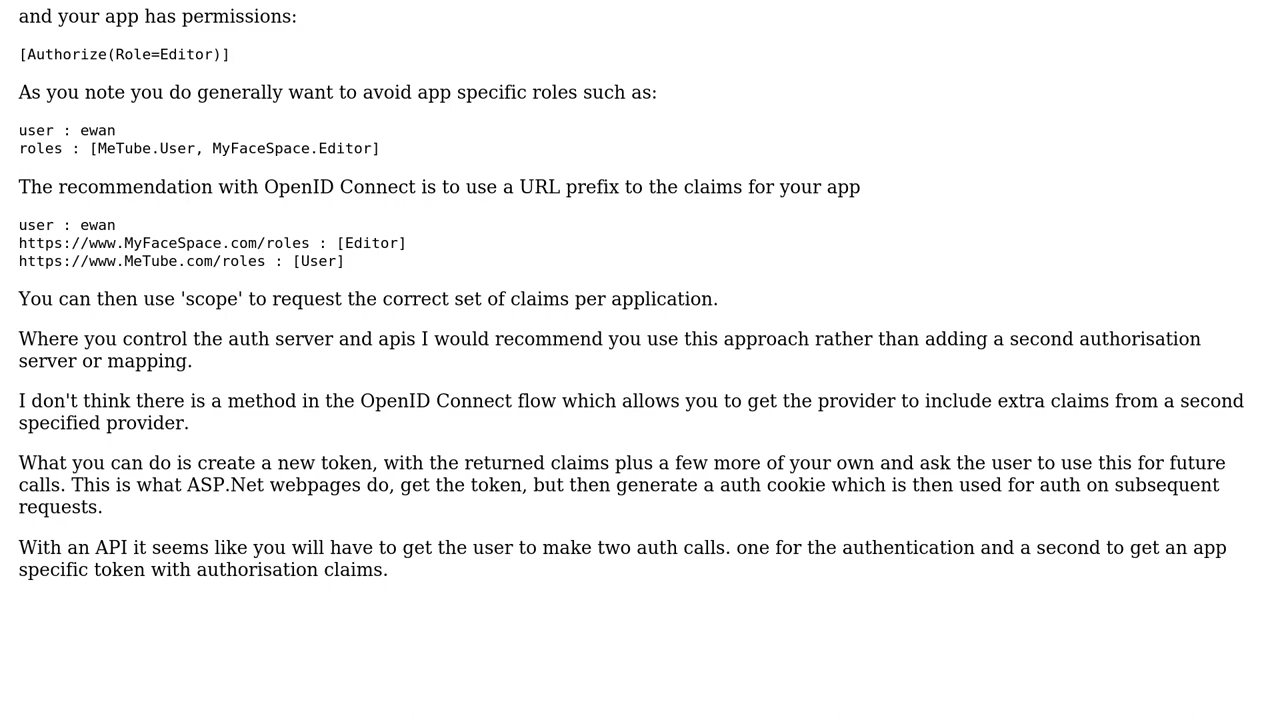 and your app has permissions:
[Authorize(Role=Editor)]
As you note you do generally want to avoid app specific roles such as:
user : ewan
roles : [MeTube.User, MyFaceSpace.Editor]
The recommendation with OpenID Connect is to use a URL prefix to the claims for your app
user : ewan
https://www.MyFaceSpace.com/roles : [Editor]
https://www.MeTube.com/roles : [User]
You can then use 'scope' to request the correct set of claims per application.
Where you control the auth server and apis I would recommend you use this approach rather than adding a second authorisation
server or mapping.
I don't think there is a method in the OpenID Connect flow which allows you to get the provider to include extra claims from a second
specified provider.
What you can do is create a new token, with the returned claims plus a few more of your own and ask the user to use this for future
calls. This is what ASP.Net webpages do, get the token, but then generate a auth cookie which is then used for auth on subsequent
requests.
With an API it seems like you will have to get the user to make two auth calls. one for the authentication and a second to get an app
specific token with authorisation claims.